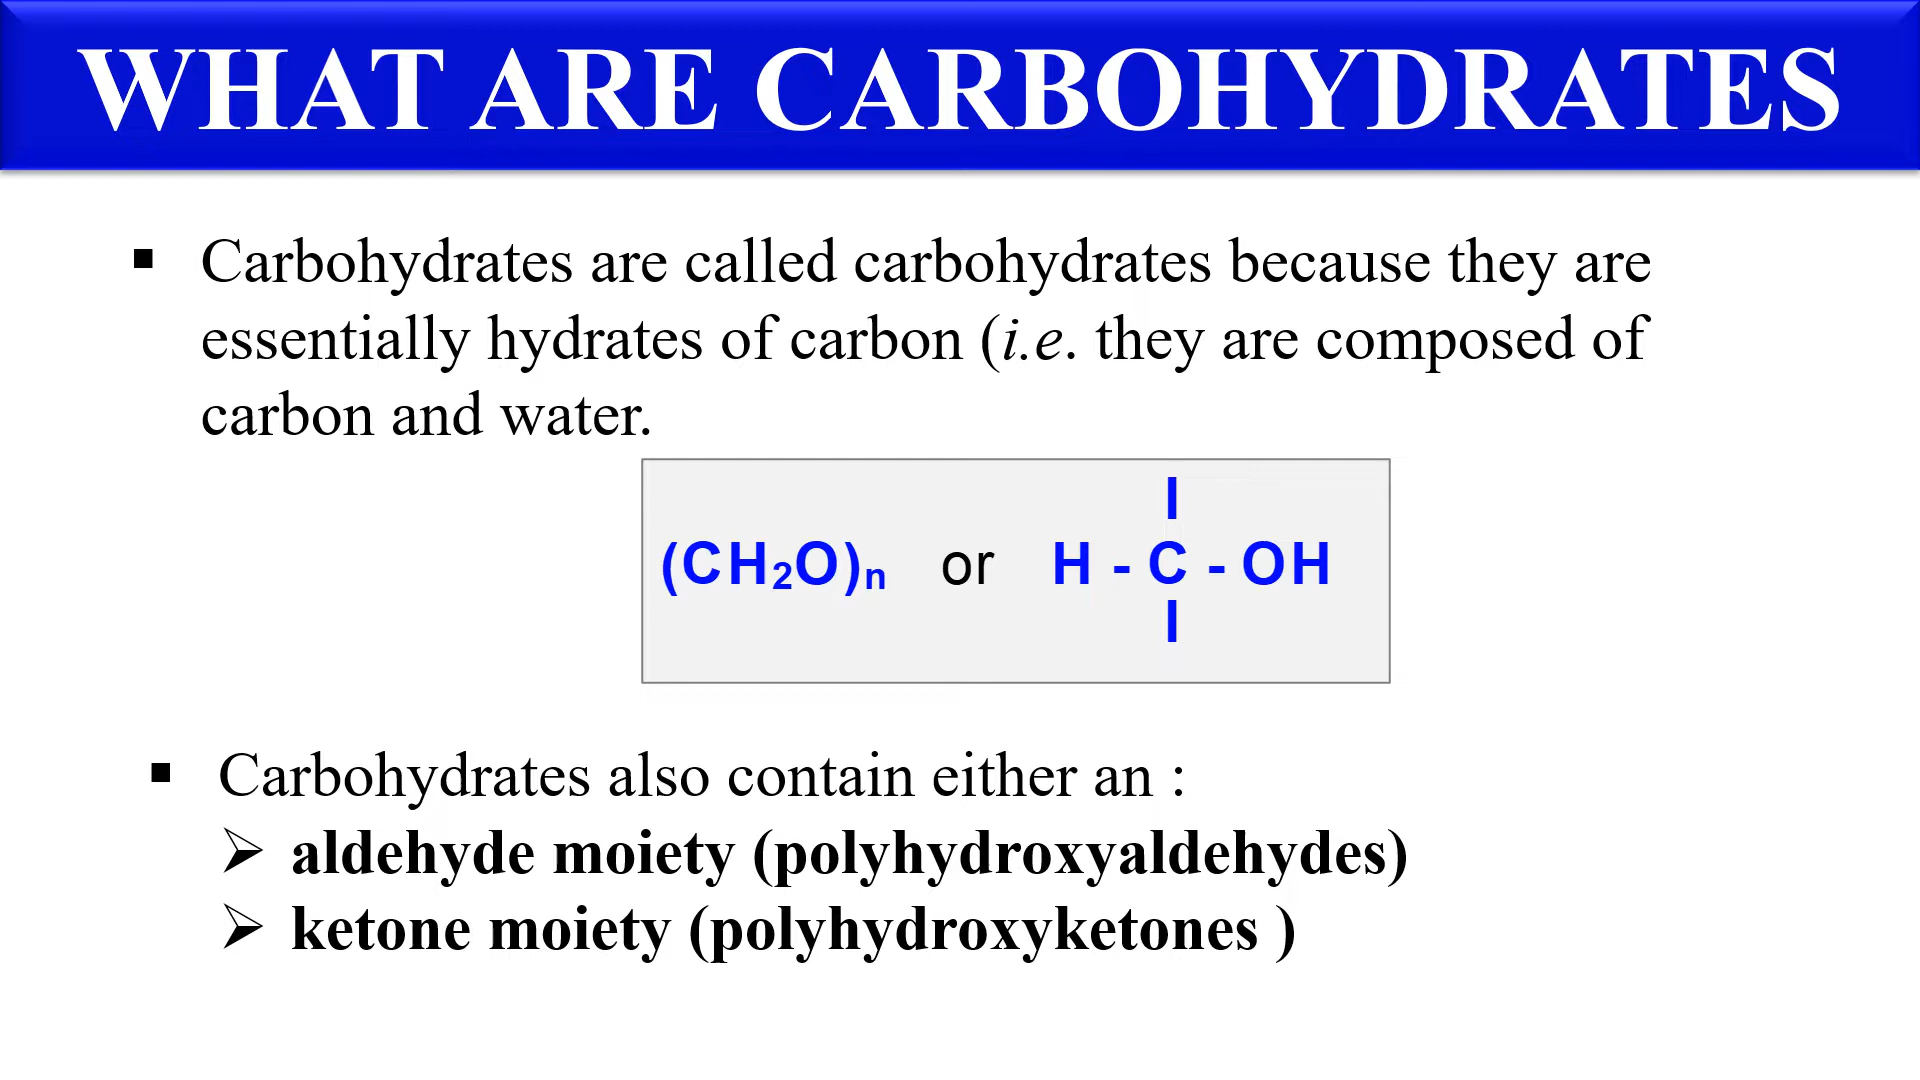 WHAT ARE CARBOHYDRATES
▪ Carbohydrates are called carbohydrates because they are
essentially hydrates of carbon (i.e. they are composed of
carbon and water.
I
(CH₂O)ₙ or H - C - OH
I
▪ Carbohydrates also contain either an :
➢ aldehyde moiety (polyhydroxyaldehydes)
➢ ketone moiety (polyhydroxyketones )